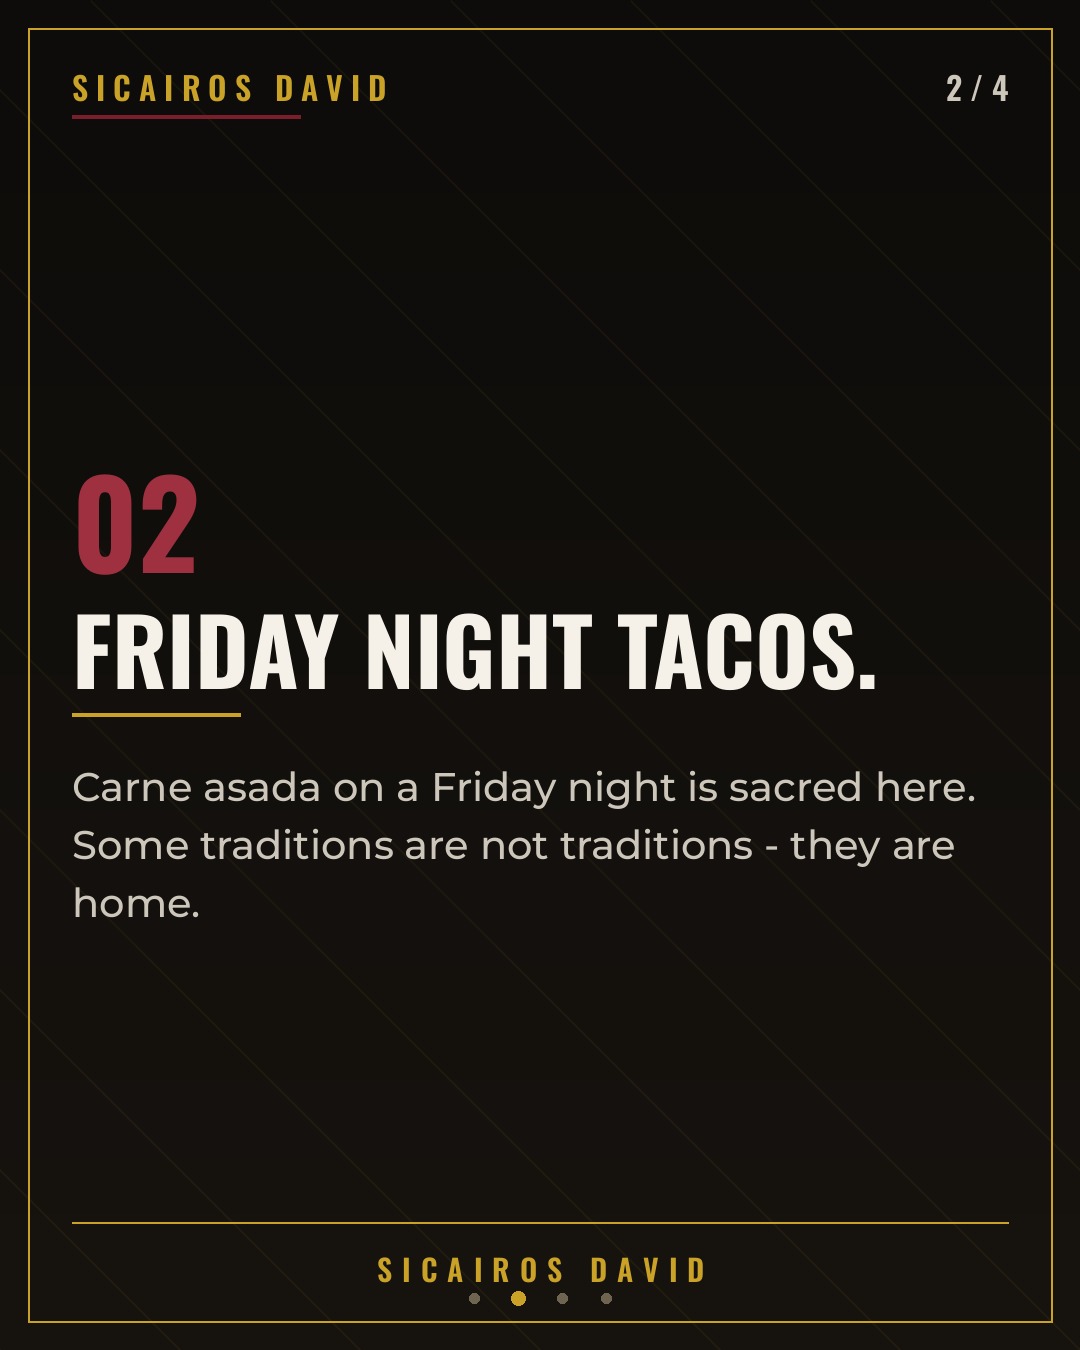 SICAIROS DAVID
2 / 4
02
FRIDAY NIGHT TACOS.
Carne asada on a Friday night is sacred here.
Some traditions are not traditions - they are
home.
SICAIROS DAVID